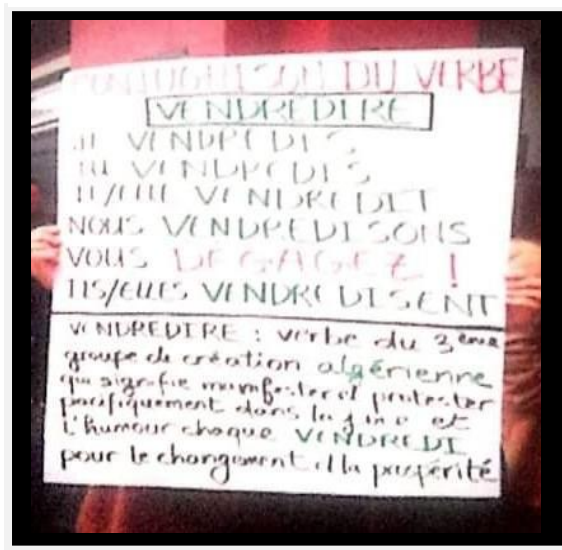 CONJUGAISON DU VERBE
VENDREDIRE
JE VENDREDIS
TU VENDREDIS
IL/ELLE VENDREDIT
NOUS VENDREDISONS
VOUS DÉGAGEZ !
ILS/ELLES VENDREDISENT
VENDREDIRE : verbe du 3ème
groupe de création algérienne
qui signifie manifester et protester
pacifiquement dans la joie et
l'humour chaque VENDREDI
pour le changement et la prospérité